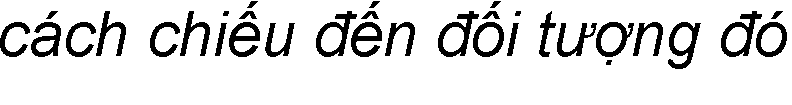 cách chiếu đến đối tượng đó